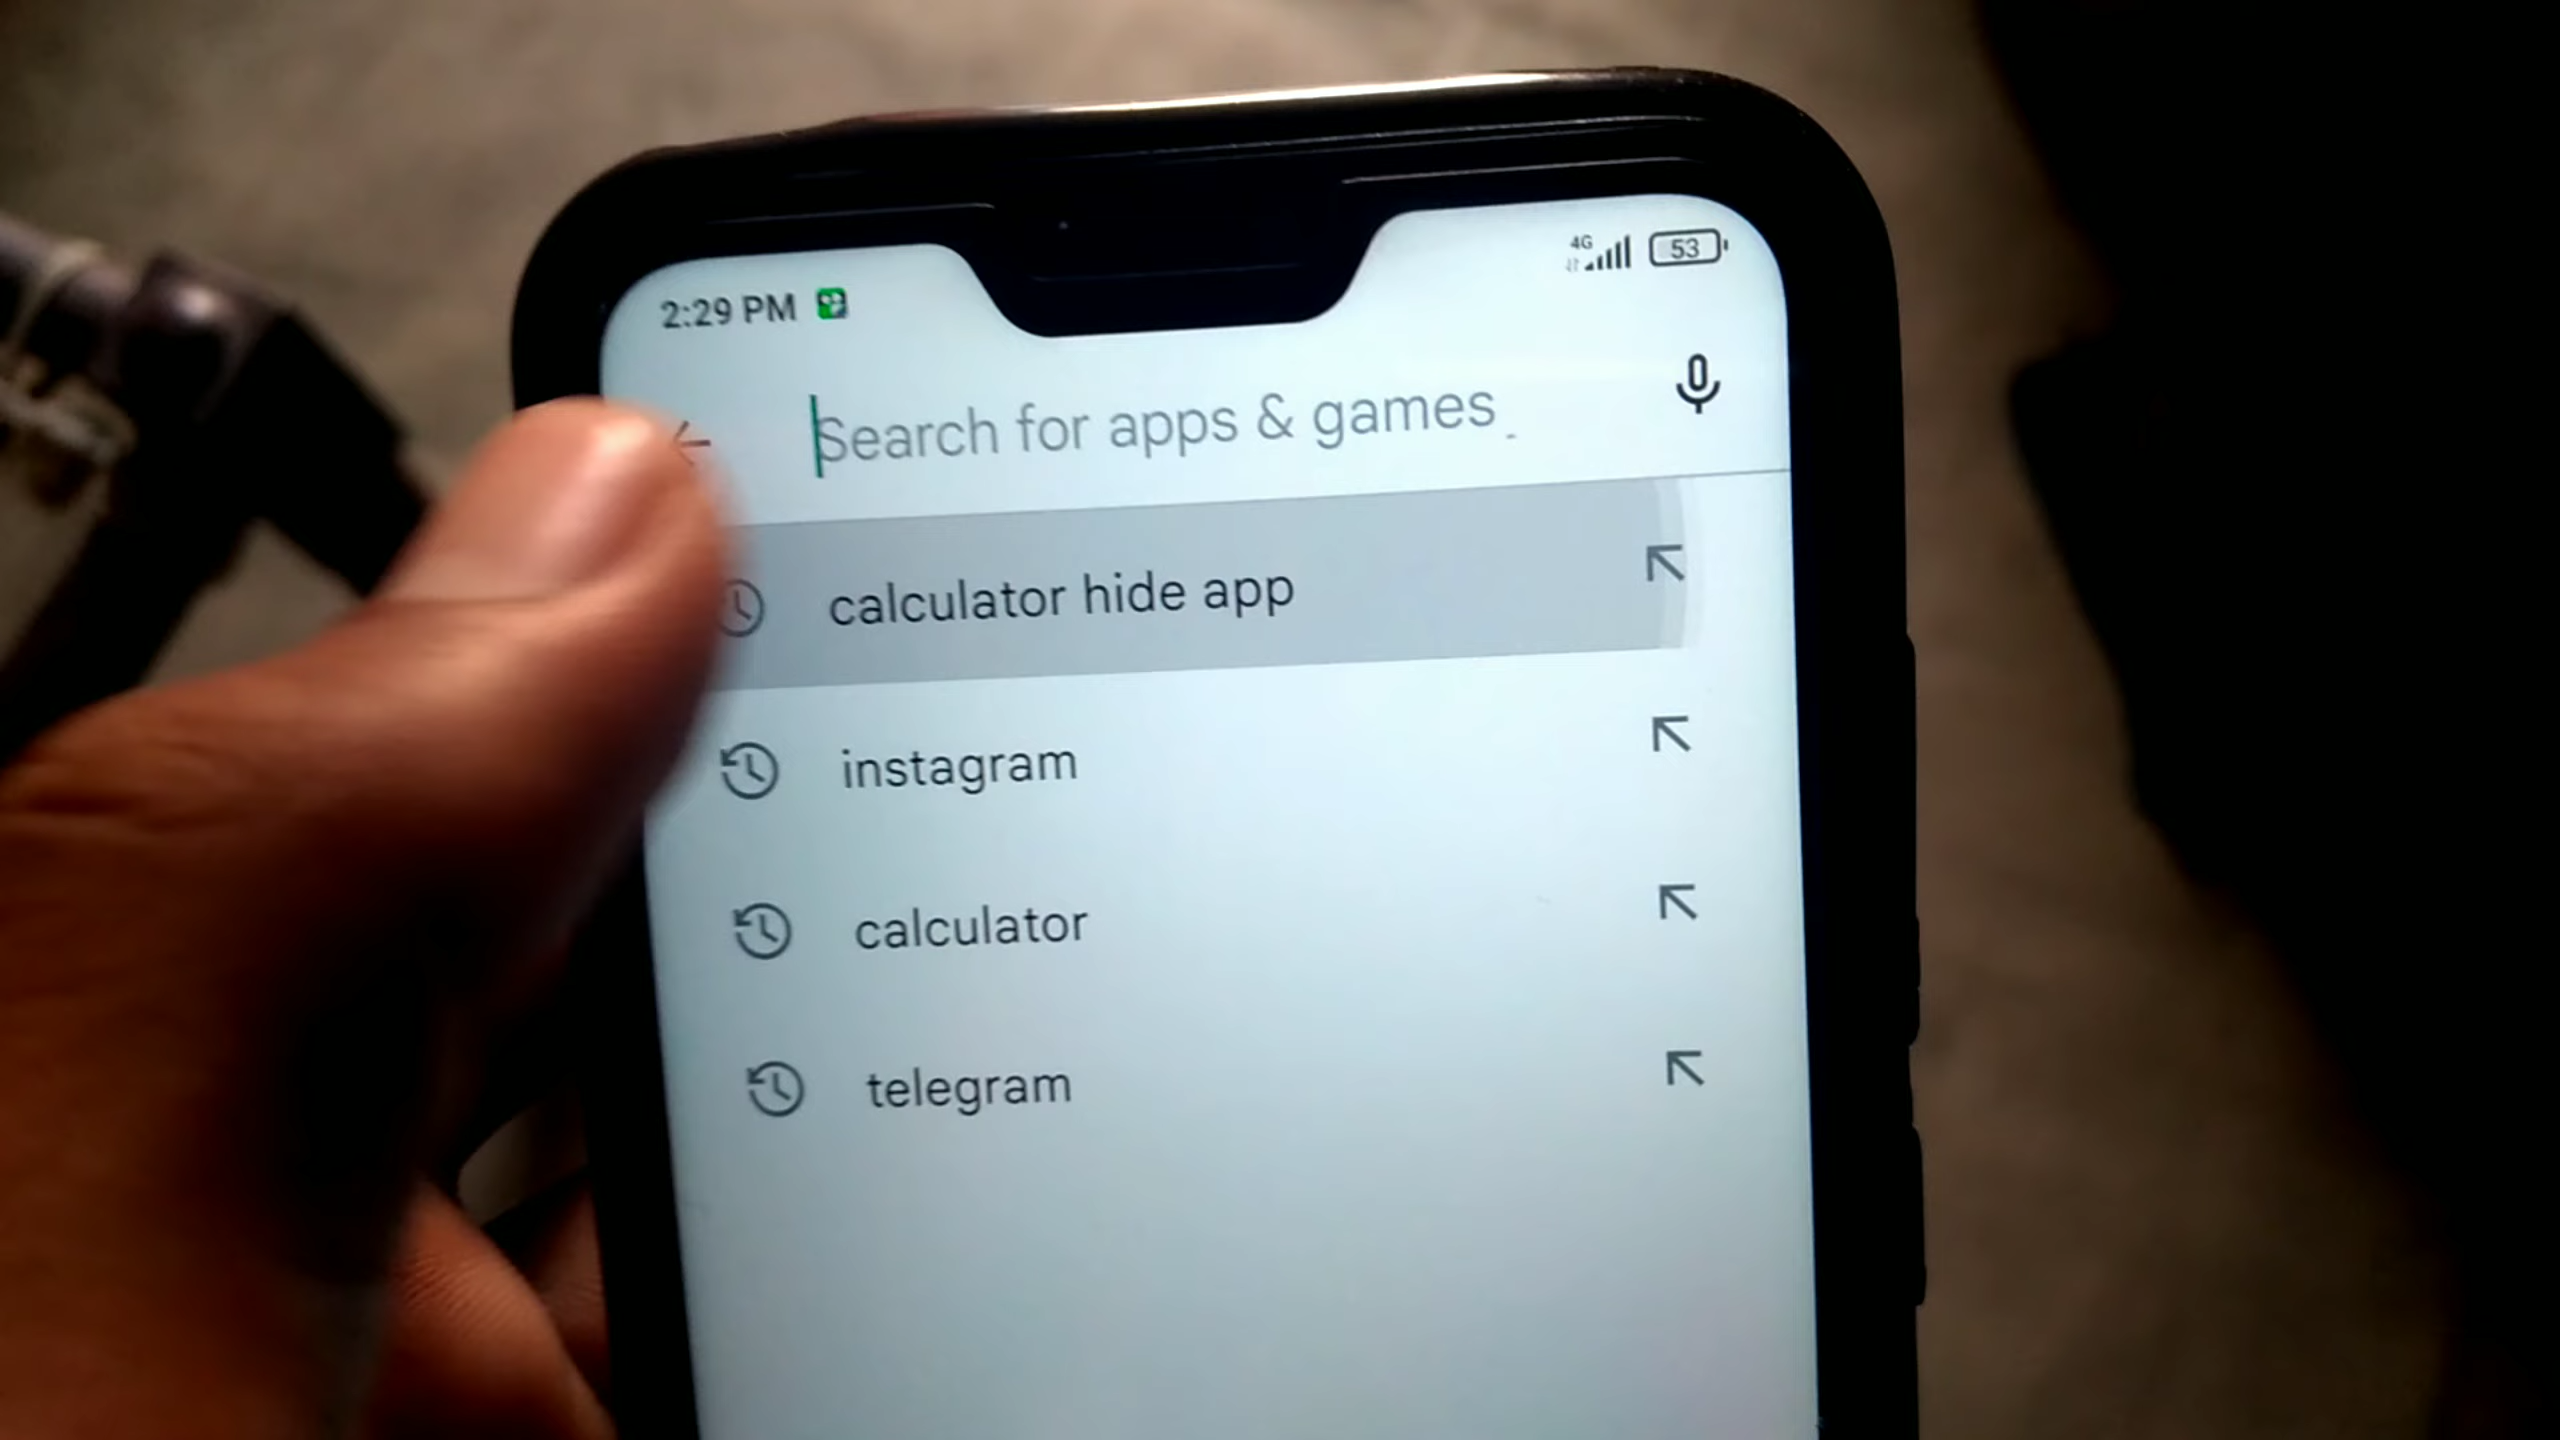 2:29 PM
4G
53
Search for apps & games
calculator hide app
instagram
calculator
telegram